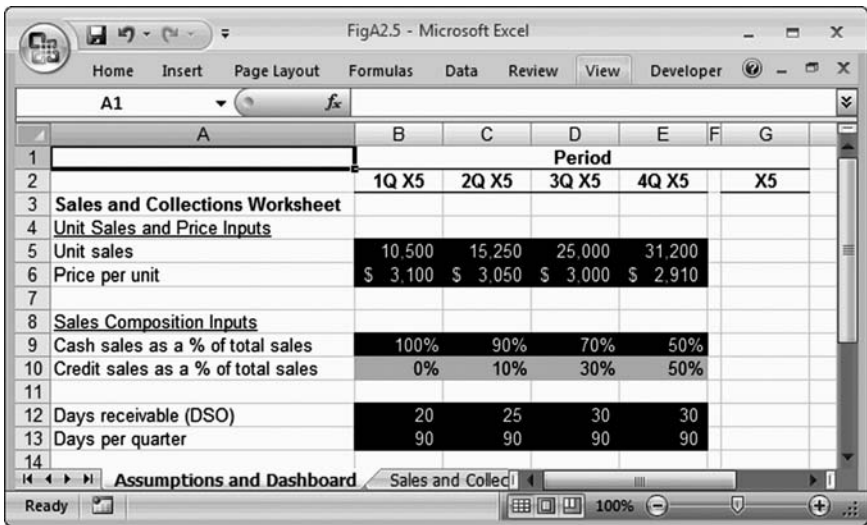 FigA2.5 - Microsoft Excel
Home Insert Page Layout Formulas Data Review View Developer
A1 fx
A B C D E F G
1 Period
2 1Q X5 2Q X5 3Q X5 4Q X5 X5
3 Sales and Collections Worksheet
4 Unit Sales and Price Inputs
5 Unit sales 10,500 15,250 25,000 31,200
6 Price per unit $ 3,100 $ 3,050 $ 3,000 $ 2,910
7
8 Sales Composition Inputs
9 Cash sales as a % of total sales 100% 90% 70% 50%
10 Credit sales as a % of total sales 0% 10% 30% 50%
11
12 Days receivable (DSO) 20 25 30 30
13 Days per quarter 90 90 90 90
14
Assumptions and Dashboard Sales and Collec
Ready 100%